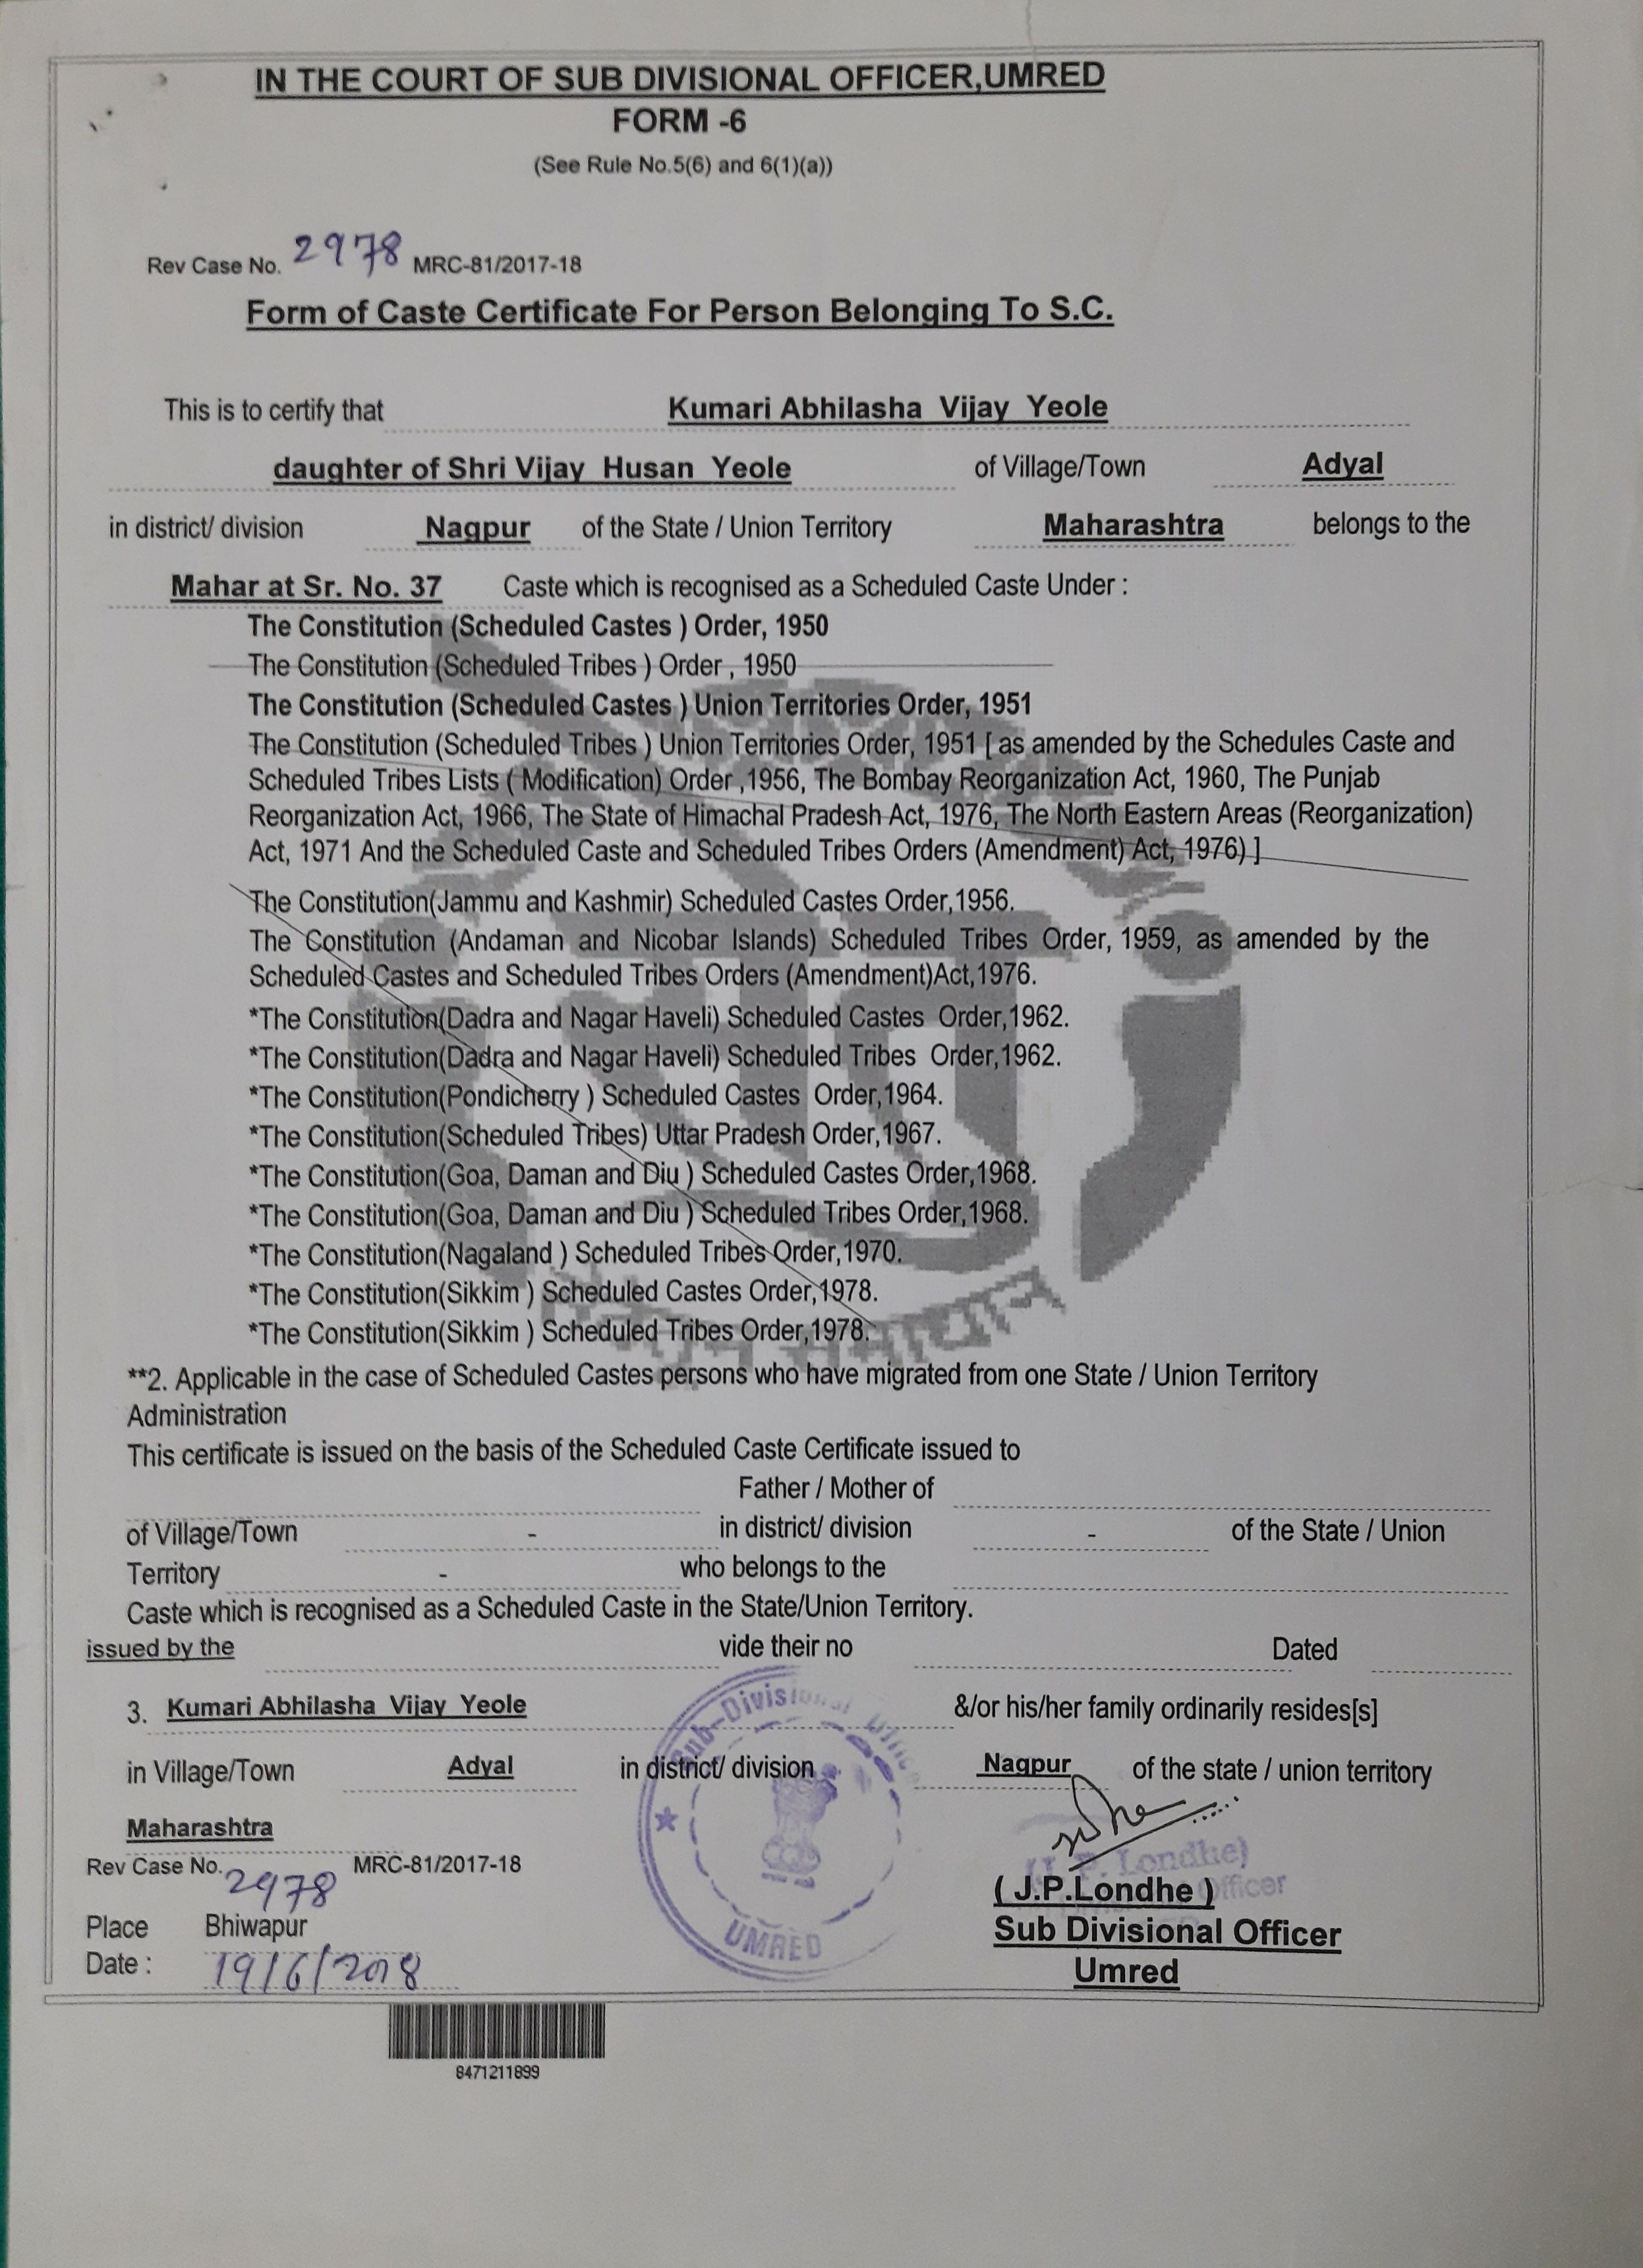 IN THE COURT OF SUB DIVISIONAL OFFICER,UMRED
FORM -6
(See Rule No.5(6) and 6(1)(a))
Rev Case No. 2978 MRC-81/2017-18
Form of Caste Certificate For Person Belonging To S.C.
This is to certify that Kumari Abhilasha Vijay Yeole
daughter of Shri Vijay Husan Yeole of Village/Town Adyal
in district/ division Nagpur of the State / Union Territory Maharashtra belongs to the
Mahar at Sr. No. 37 Caste which is recognised as a Scheduled Caste Under :
The Constitution (Scheduled Castes ) Order, 1950
The Constitution (Scheduled Tribes ) Order , 1950
The Constitution (Scheduled Castes ) Union Territories Order, 1951
The Constitution (Scheduled Tribes ) Union Territories Order, 1951 [ as amended by the Schedules Caste and
Scheduled Tribes Lists ( Modification) Order ,1956, The Bombay Reorganization Act, 1960, The Punjab
Reorganization Act, 1966, The State of Himachal Pradesh Act, 1976, The North Eastern Areas (Reorganization)
Act, 1971 And the Scheduled Caste and Scheduled Tribes Orders (Amendment) Act, 1976) ]
The Constitution(Jammu and Kashmir) Scheduled Castes Order,1956.
The Constitution (Andaman and Nicobar Islands) Scheduled Tribes Order, 1959, as amended by the
Scheduled Castes and Scheduled Tribes Orders (Amendment)Act,1976.
*The Constitution(Dadra and Nagar Haveli) Scheduled Castes Order,1962.
*The Constitution(Dadra and Nagar Haveli) Scheduled Tribes Order,1962.
*The Constitution(Pondicherry ) Scheduled Castes Order,1964.
*The Constitution(Scheduled Tribes) Uttar Pradesh Order,1967.
*The Constitution(Goa, Daman and Diu ) Scheduled Castes Order,1968.
*The Constitution(Goa, Daman and Diu ) Scheduled Tribes Order,1968.
*The Constitution(Nagaland ) Scheduled Tribes Order,1970.
*The Constitution(Sikkim ) Scheduled Castes Order,1978.
*The Constitution(Sikkim ) Scheduled Tribes Order,1978.
समाधान
**2. Applicable in the case of Scheduled Castes persons who have migrated from one State / Union Territory
Administration
This certificate is issued on the basis of the Scheduled Caste Certificate issued to
Father / Mother of
of Village/Town - in district/ division - of the State / Union
Territory - who belongs to the
Caste which is recognised as a Scheduled Caste in the State/Union Territory.
issued by the vide their no Dated
3. Kumari Abhilasha Vijay Yeole &/or his/her family ordinarily resides[s]
in Village/Town Adyal in district/ division Nagpur of the state / union territory
Maharashtra
Rev Case No. 2978 MRC-81/2017-18
Sub-Divisional
UMRED
P. Londhe)
Officer
( J.P.Londhe )
Place Bhiwapur
Sub Divisional Officer
Date : 19/6/2018
Umred
8471211899